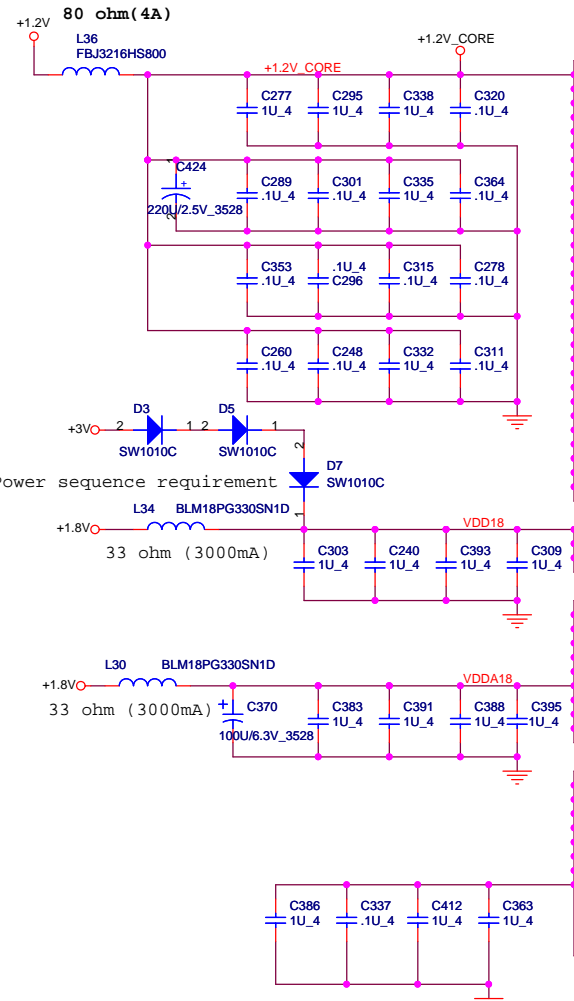 80 ohm(4A)
+1.2V
L36
FBJ3216HS800
+1.2V_CORE
+1.2V_CORE
C277
1U_4
C295
1U_4
C338
1U_4
C320
.1U_4
1
C424
+
2
220U/2.5V_3528
C289
.1U_4
C301
.1U_4
C335
1U_4
C364
.1U_4
C353
.1U_4
.1U_4
C296
C315
.1U_4
C278
.1U_4
C260
.1U_4
C248
.1U_4
C332
1U_4
C311
.1U_4
D3
D5
+3V
2
1
2
1
SW1010C
SW1010C
2
D7
SW1010C
1
Power sequence requirement
L34
BLM18PG330SN1D
+1.8V
33 ohm (3000mA)
VDD18
C303
1U_4
C240
1U_4
C393
1U_4
C309
1U_4
L30
BLM18PG330SN1D
+1.8V
33 ohm (3000mA)
VDDA18
+
C370
100U/6.3V_3528
C383
1U_4
C391
1U_4
C388
1U_4
C395
1U_4
C386
1U_4
C337
.1U_4
C412
1U_4
C363
1U_4